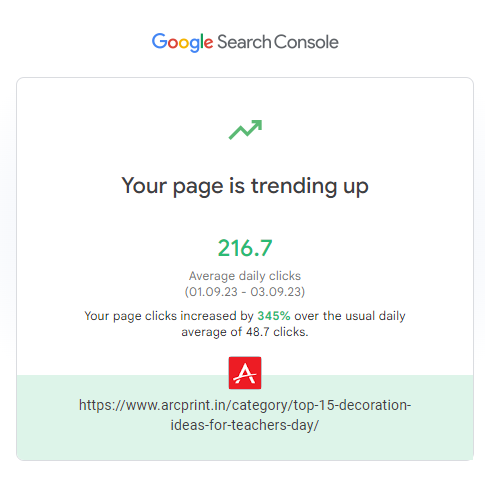 Google Search Console
Your page is trending up
216.7
Average daily clicks
(01.09.23 - 03.09.23)
Your page clicks increased by 345% over the usual daily
average of 48.7 clicks.
https://www.arcprint.in/category/top-15-decoration-
ideas-for-teachers-day/